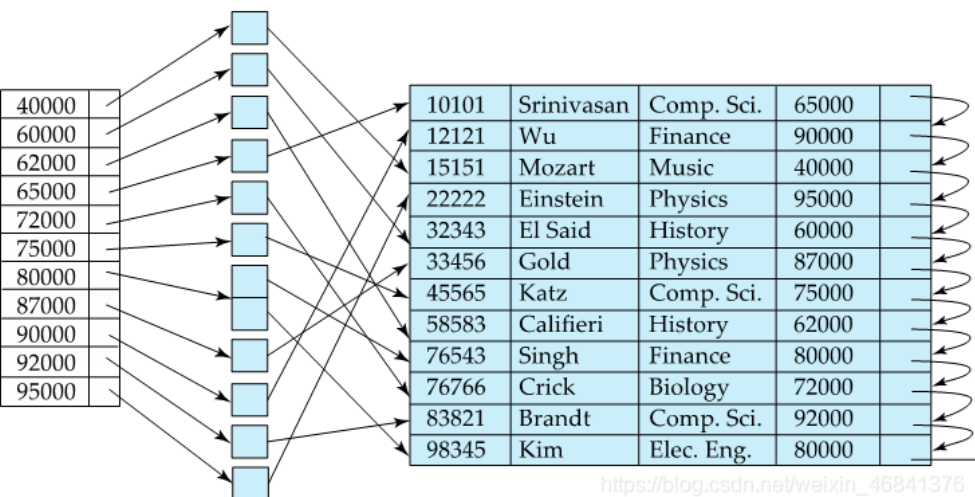 40000
60000
62000
65000
72000
75000
80000
87000
90000
92000
95000
10101 Srinivasan Comp. Sci. 65000
12121 Wu Finance 90000
15151 Mozart Music 40000
22222 Einstein Physics 95000
32343 El Said History 60000
33456 Gold Physics 87000
45565 Katz Comp. Sci. 75000
58583 Califieri History 62000
76543 Singh Finance 80000
76766 Crick Biology 72000
83821 Brandt Comp. Sci. 92000
98345 Kim Elec. Eng. 80000
https://blog.csdn.net/weixin_46841376